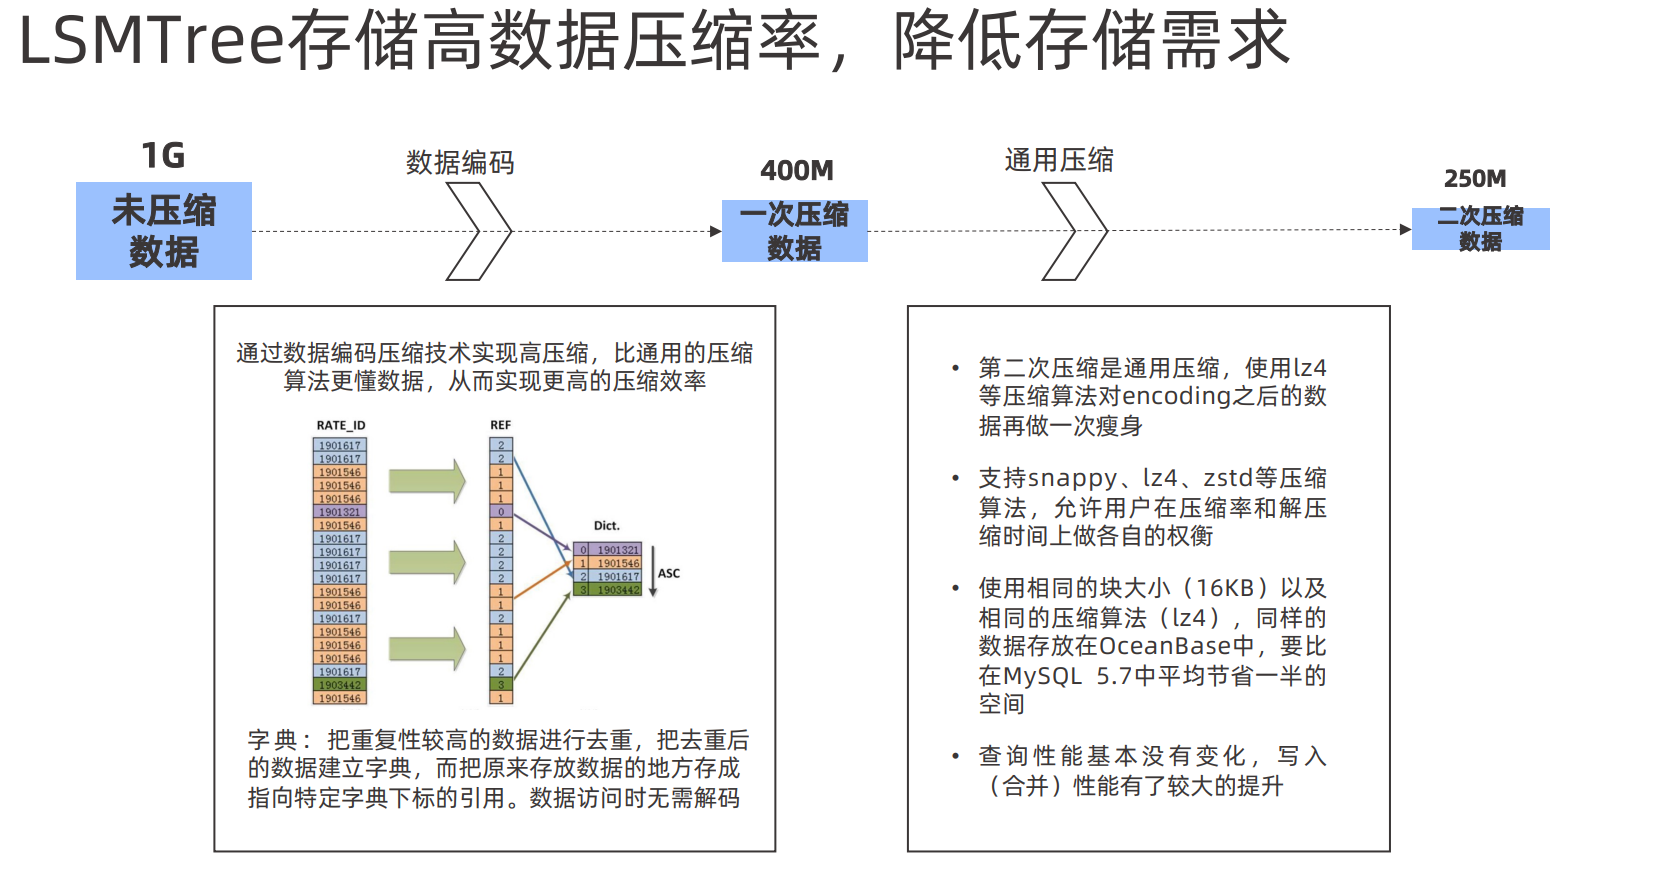 LSMTree存储高数据压缩率，降低存储需求
1G
未压缩
数据
数据编码
400M
一次压缩
数据
通用压缩
250M
二次压缩
数据
通过数据编码压缩技术实现高压缩，比通用的压缩
算法更懂数据，从而实现更高的压缩效率
RATE_ID
1901617
1901617
1901546
1901546
1901546
1901321
1901546
1901617
1901617
1901617
1901617
1901546
1901546
1901617
1901546
1901546
1901546
1901617
1903442
1901546
REF
2
2
1
1
1
0
1
2
2
2
2
1
1
2
1
1
1
2
3
1
Dict.
0 1901321
1 1901546
2 1901617
3 1903442
ASC
字典：把重复性较高的数据进行去重，把去重后
的数据建立字典，而把原来存放数据的地方存成
指向特定字典下标的引用。数据访问时无需解码
• 第二次压缩是通用压缩，使用lz4
等压缩算法对encoding之后的数
据再做一次瘦身
• 支持snappy、lz4、zstd等压缩
算法，允许用户在压缩率和解压
缩时间上做各自的权衡
• 使用相同的块大小（16KB）以及
相同的压缩算法（lz4），同样的
数据存放在OceanBase中，要比
在MySQL 5.7中平均节省一半的
空间
• 查询性能基本没有变化，写入
（合并）性能有了较大的提升